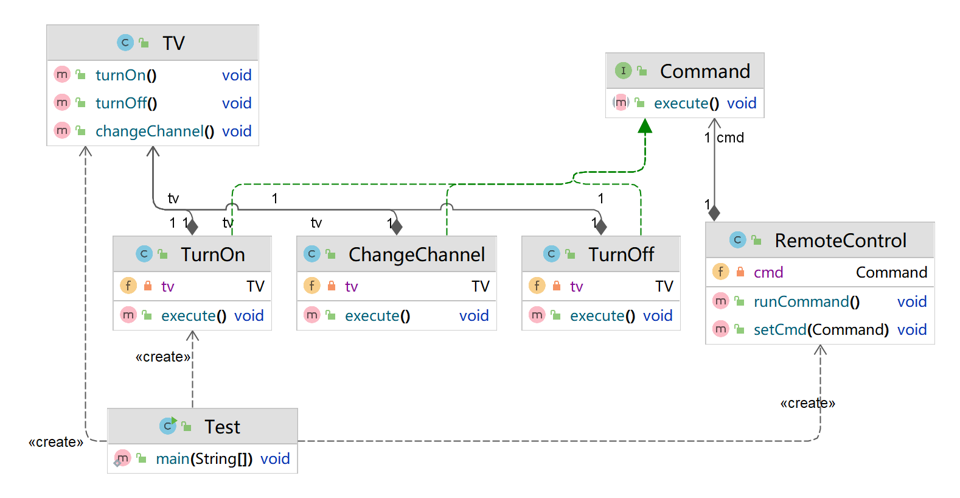 TV
turnOn() void
turnOff() void
changeChannel() void
Command
execute() void
1 cmd
tv 1 1
1 1 tv tv 1 1 1
TurnOn
tv TV
execute() void
ChangeChannel
tv TV
execute() void
TurnOff
tv TV
execute() void
RemoteControl
cmd Command
runCommand() void
setCmd(Command) void
«create»
«create»
«create»
Test
main(String[]) void